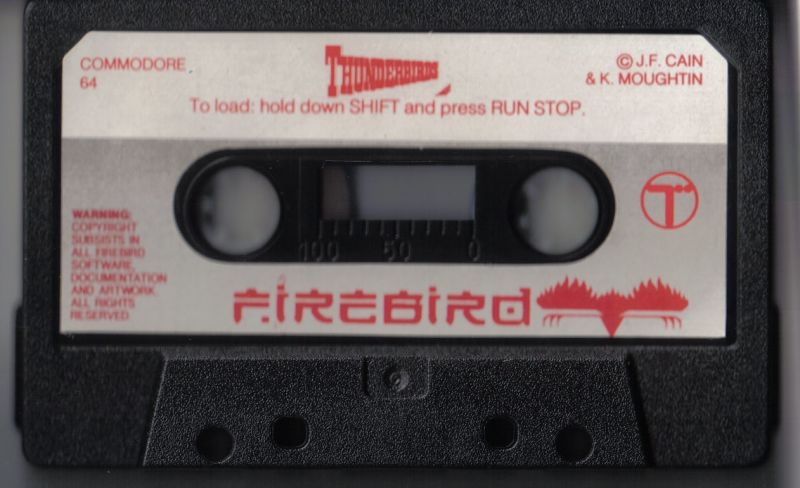 COMMODORE
64
THUNDERBIRDS
© J.F. CAIN
& K. MOUGHTIN
To load: hold down SHIFT and press RUN STOP.
WARNING:
COPYRIGHT
SUBSISTS IN
ALL FIREBIRD
SOFTWARE,
DOCUMENTATION
AND ARTWORK.
ALL RIGHTS
RESERVED.
100 50 0
FIREBIRD